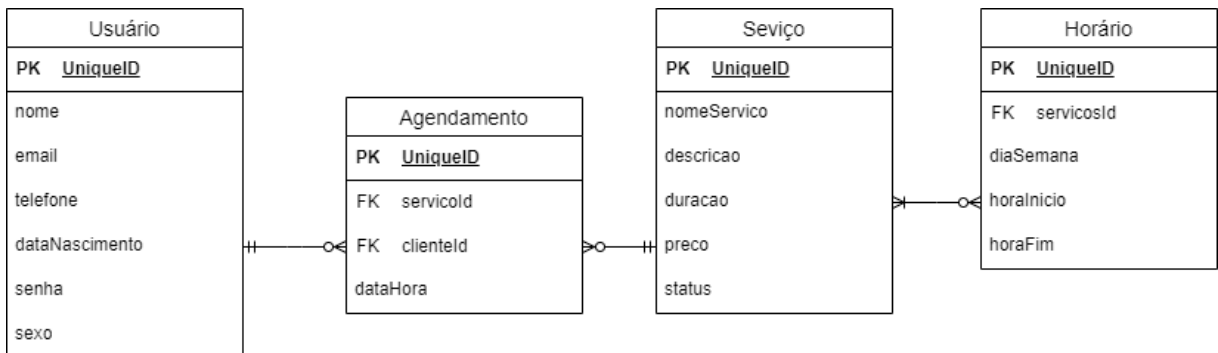 Usuário
PK UniqueID
nome
email
telefone
dataNascimento
senha
sexo
Agendamento
PK UniqueID
FK servicoId
FK clienteId
dataHora
Seviço
PK UniqueID
nomeServico
descricao
duracao
preco
status
Horário
PK UniqueID
FK servicosId
diaSemana
horaInicio
horaFim